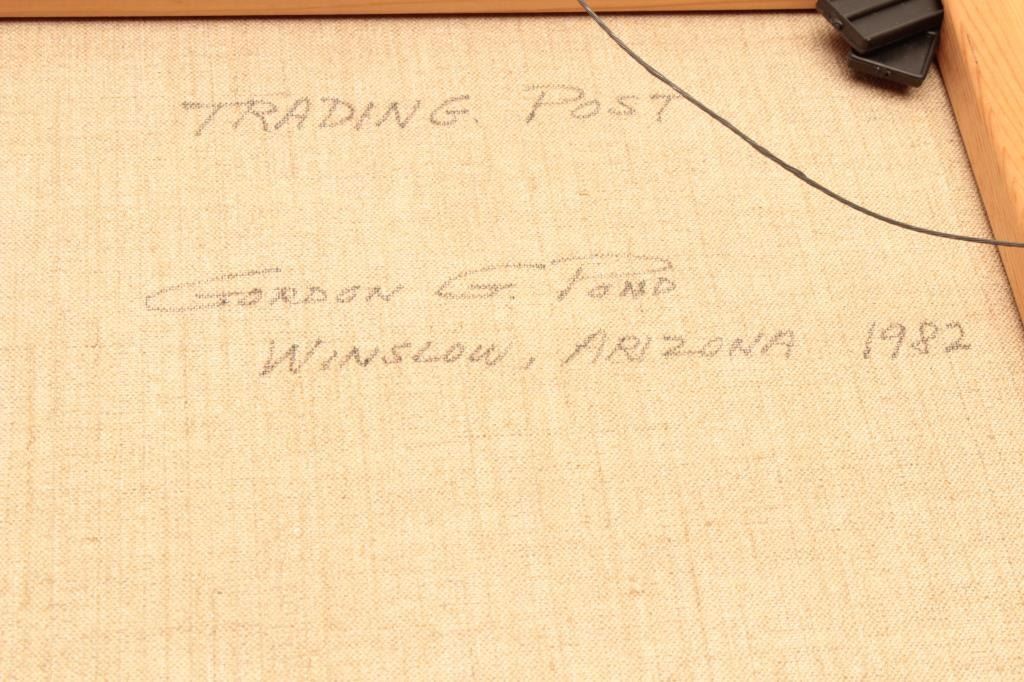 TRADING POST
GORDON G. POND
WINSLOW, ARIZONA 1982